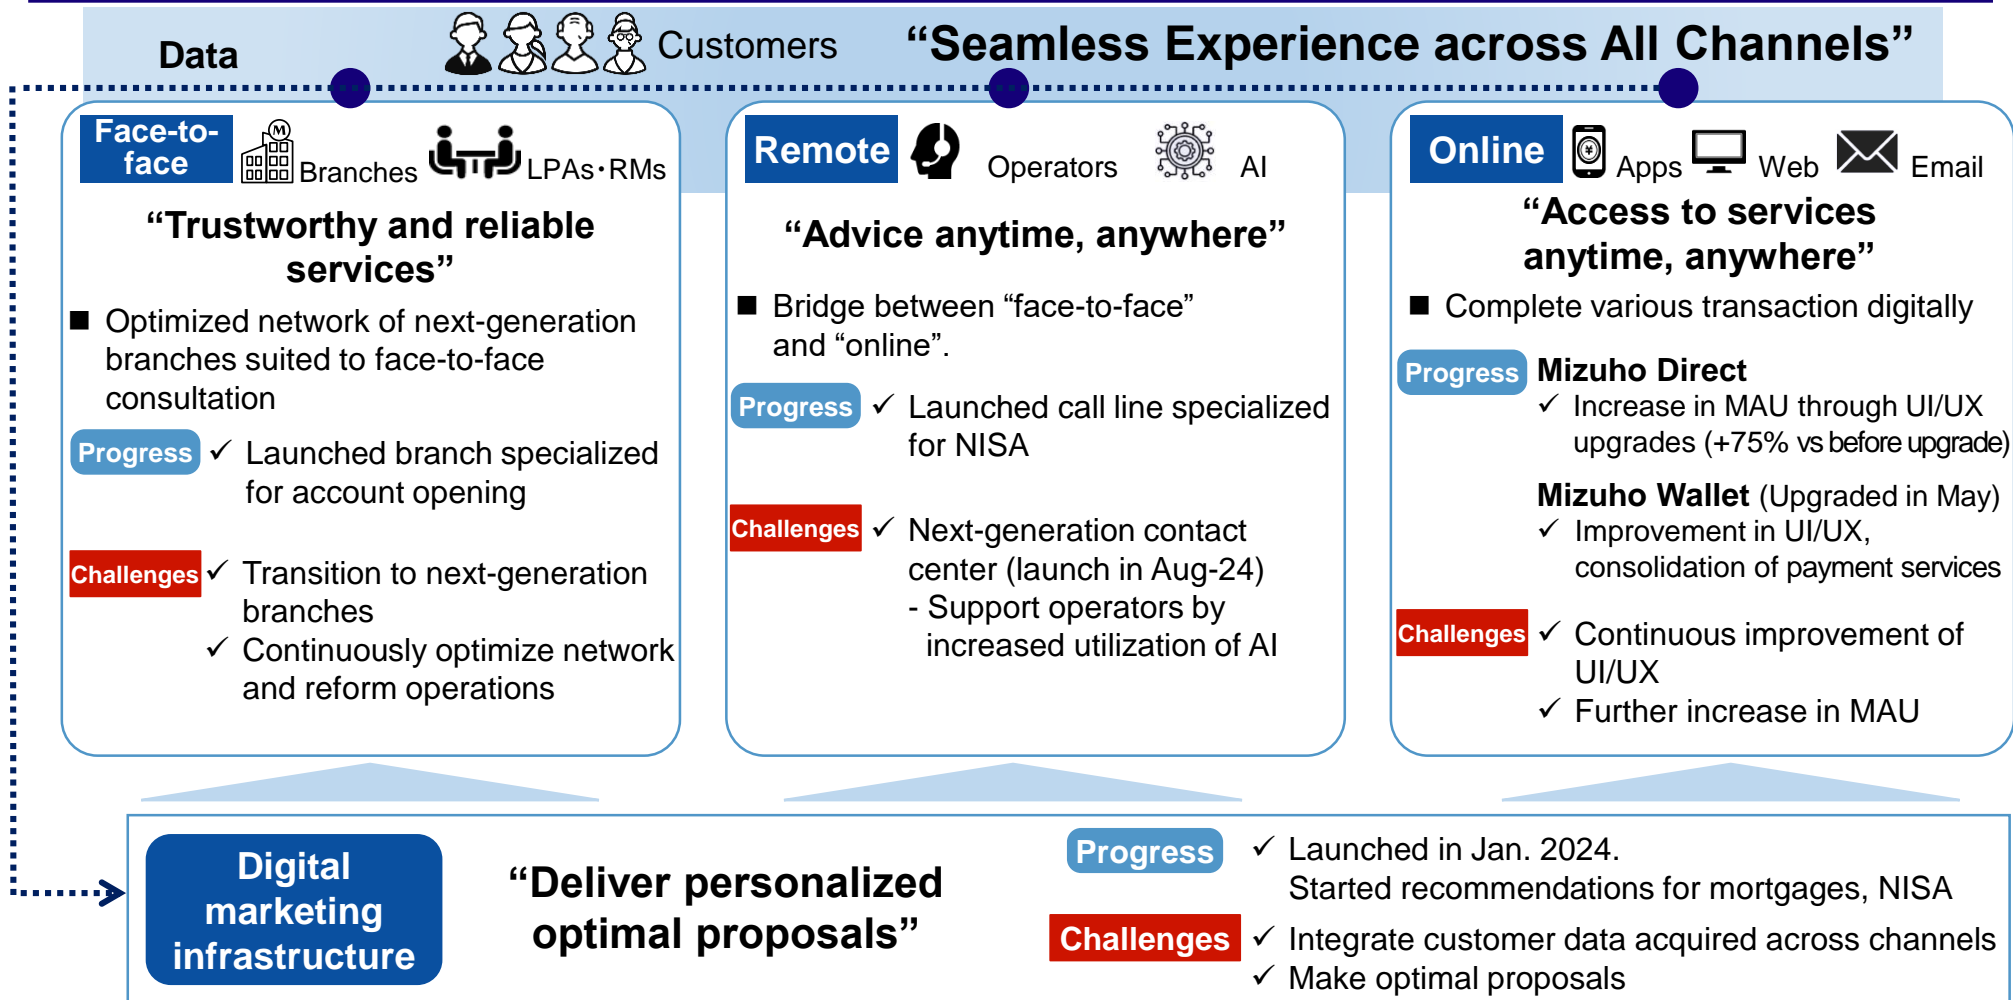 Data
Customers
“Seamless Experience across All Channels”
Face-to-
face
M
Branches
LPAs･RMs
“Trustworthy and reliable
services”
■ Optimized network of next-generation
branches suited to face-to-face
consultation
Progress
✓ Launched branch specialized
for account opening
Challenges
✓ Transition to next-generation
branches
✓ Continuously optimize network
and reform operations
Remote
Operators
AI
“Advice anytime, anywhere”
■ Bridge between “face-to-face”
and “online”.
Progress
✓ Launched call line specialized
for NISA
Challenges
✓ Next-generation contact
center (launch in Aug-24)
- Support operators by
increased utilization of AI
Online
¥
Apps
Web
Email
“Access to services
anytime, anywhere”
■ Complete various transaction digitally
Progress
Mizuho Direct
✓ Increase in MAU through UI/UX
upgrades (+75% vs before upgrade)
Mizuho Wallet (Upgraded in May)
✓ Improvement in UI/UX,
consolidation of payment services
Challenges
✓ Continuous improvement of
UI/UX
✓ Further increase in MAU
Digital
marketing
infrastructure
“Deliver personalized
optimal proposals”
Progress
✓ Launched in Jan. 2024.
Started recommendations for mortgages, NISA
Challenges
✓ Integrate customer data acquired across channels
✓ Make optimal proposals